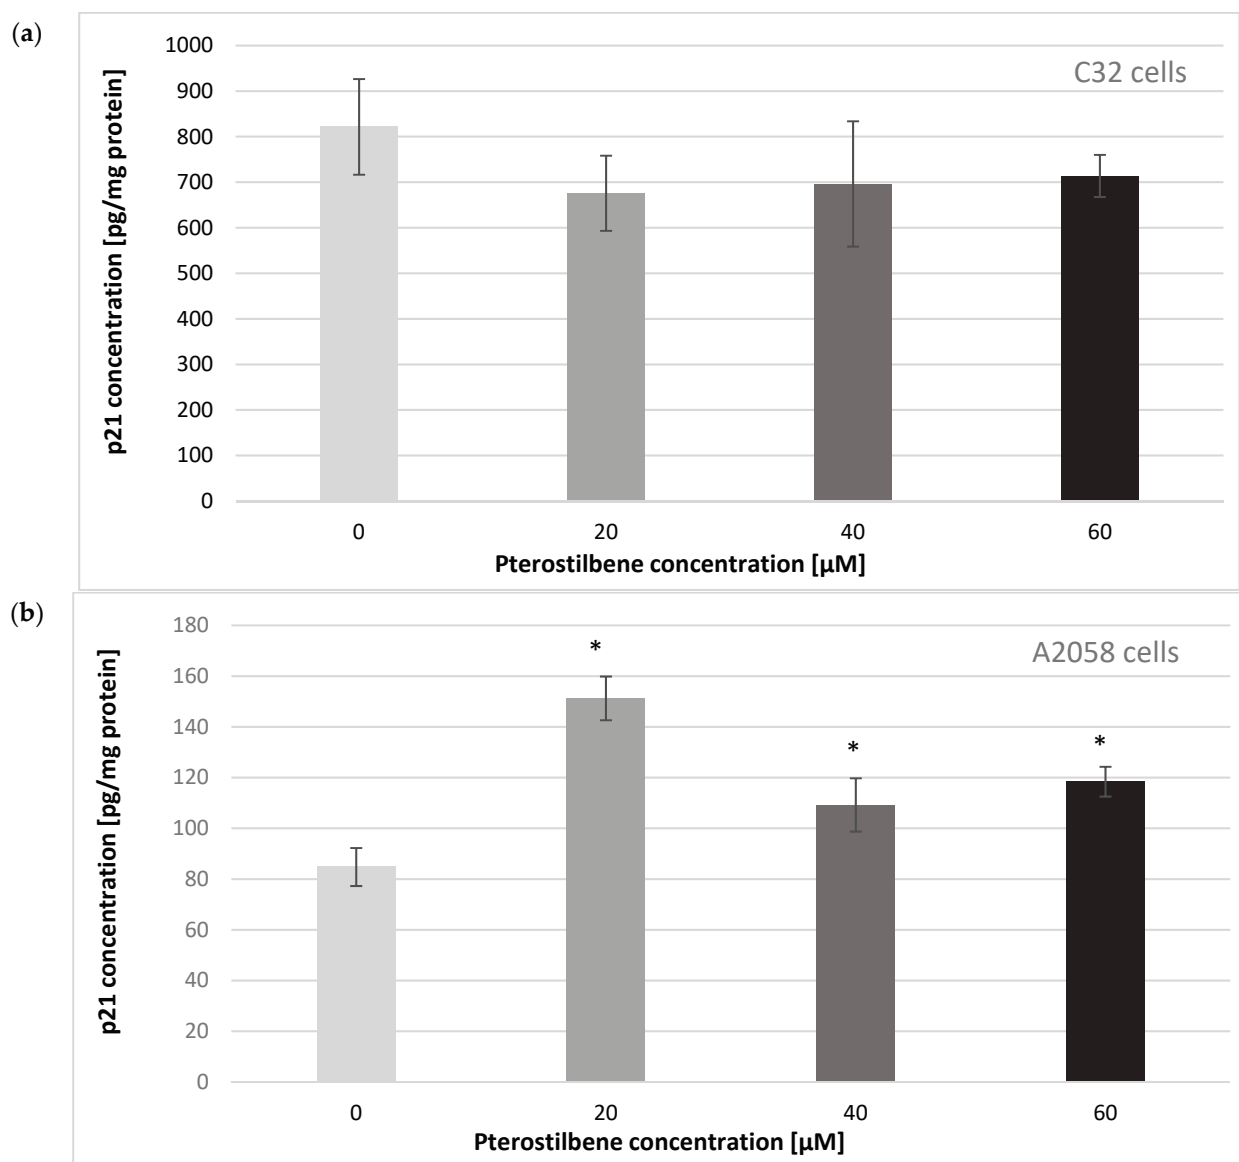 (a)
p21 concentration [pg/mg protein]
1000
900
800
700
600
500
400
300
200
100
0
C32 cells
0 20 40 60
Pterostilbene concentration [µM]
(b)
p21 concentration [pg/mg protein]
180
160
140
120
100
80
60
40
20
0
A2058 cells
*
*
*
0 20 40 60
Pterostilbene concentration [µM]